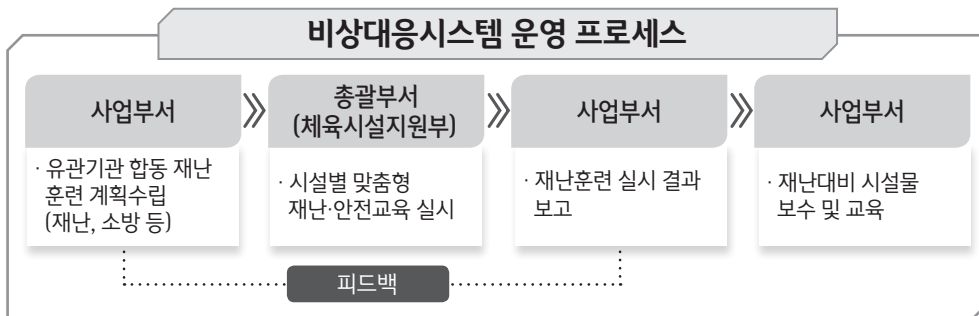 비상대응시스템 운영 프로세스
사업부서
· 유관기관 합동 재난
훈련 계획수립
(재난, 소방 등)
총괄부서
(체육시설지원부)
· 시설별 맞춤형
재난·안전교육 실시
사업부서
· 재난훈련 실시 결과
보고
사업부서
· 재난대비 시설물
보수 및 교육
피드백